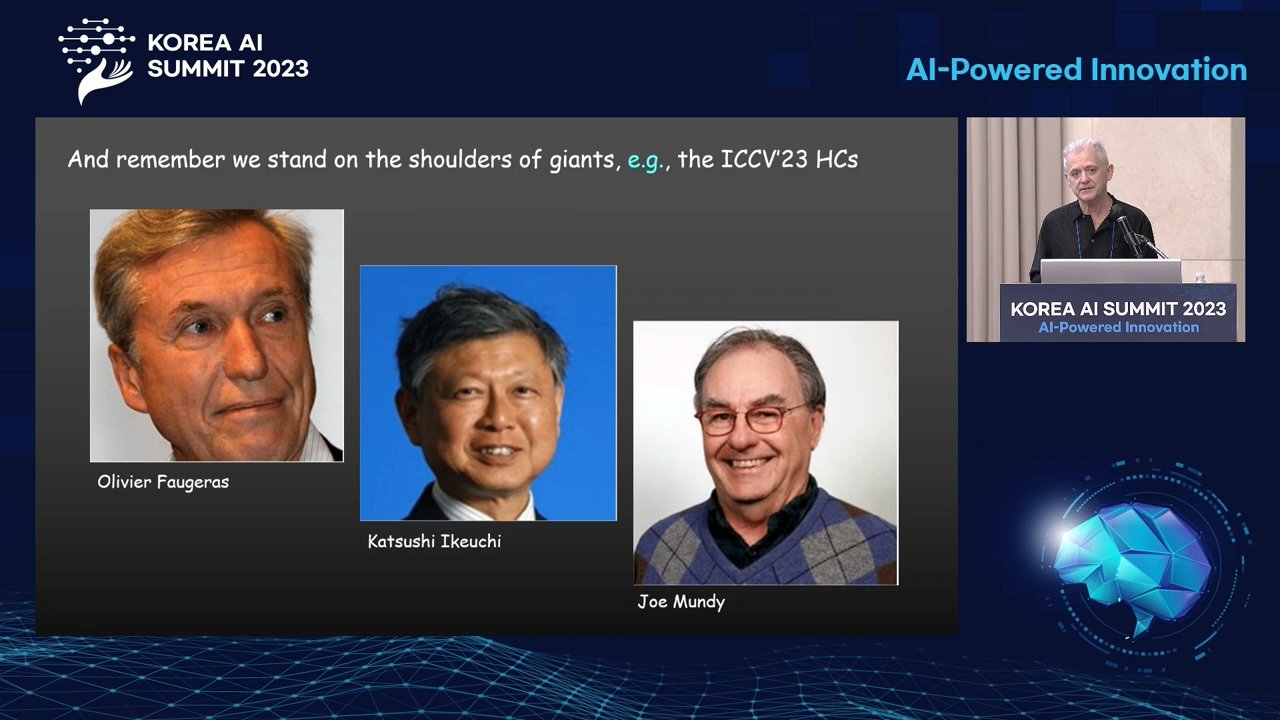 KOREA AI
SUMMIT 2023
AI-Powered Innovation
And remember we stand on the shoulders of giants, e.g., the ICCV'23 HCs
Olivier Faugeras
Katsushi Ikeuchi
Joe Mundy
KOREA AI SUMMIT 2023
AI-Powered Innovation